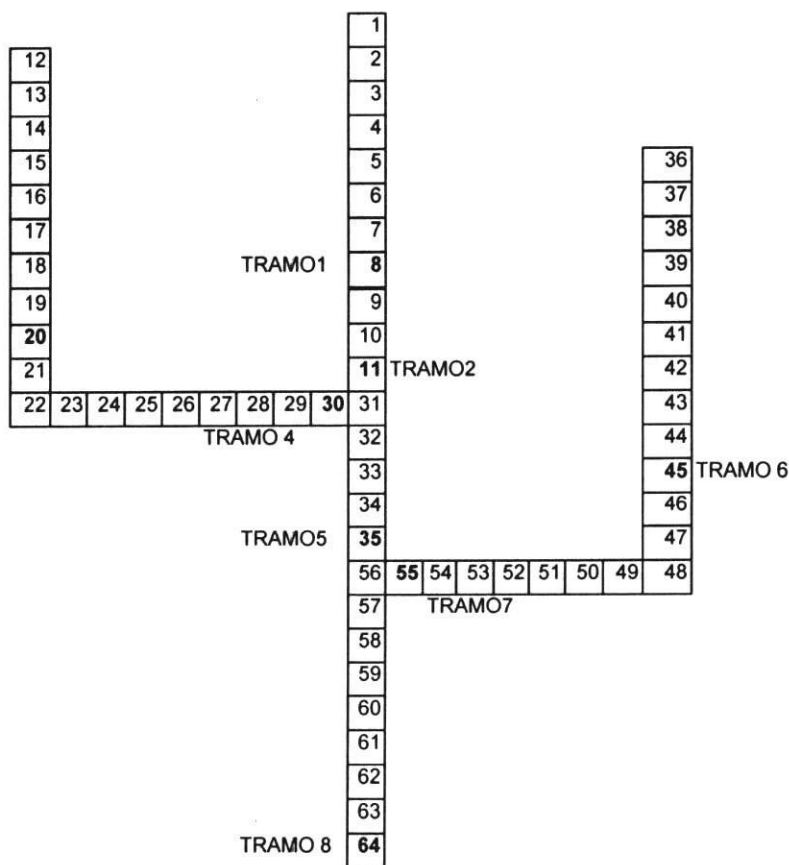 1
12 2
13 3
14 4
15 5 36
16 6 37
17 7 38
18 TRAMO1 8 39
19 9 40
20 10 41
21 11 TRAMO2 42
22 23 24 25 26 27 28 29 30 31 43
TRAMO 4 32 44
33 45 TRAMO 6
34 46
TRAMO5 35 47
56 55 54 53 52 51 50 49 48
57 TRAMO7
58
59
60
61
62
63
TRAMO 8 64